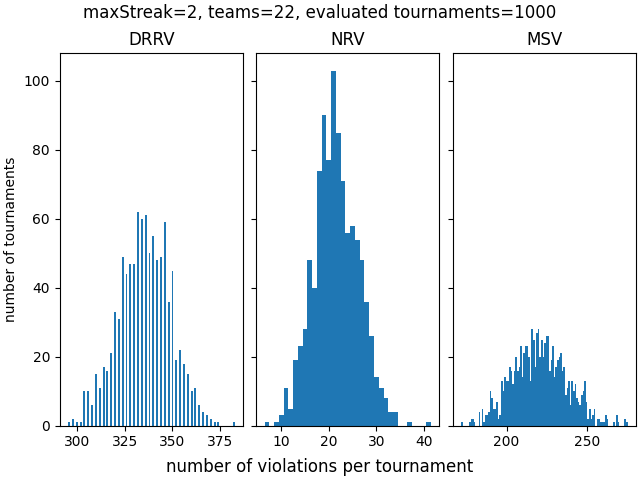 maxStreak=2, teams=22, evaluated tournaments=1000
DRRV
NRV
MSV
number of tournaments
100
80
60
40
20
0
300
325
350
375
10
20
30
40
200
250
number of violations per tournament